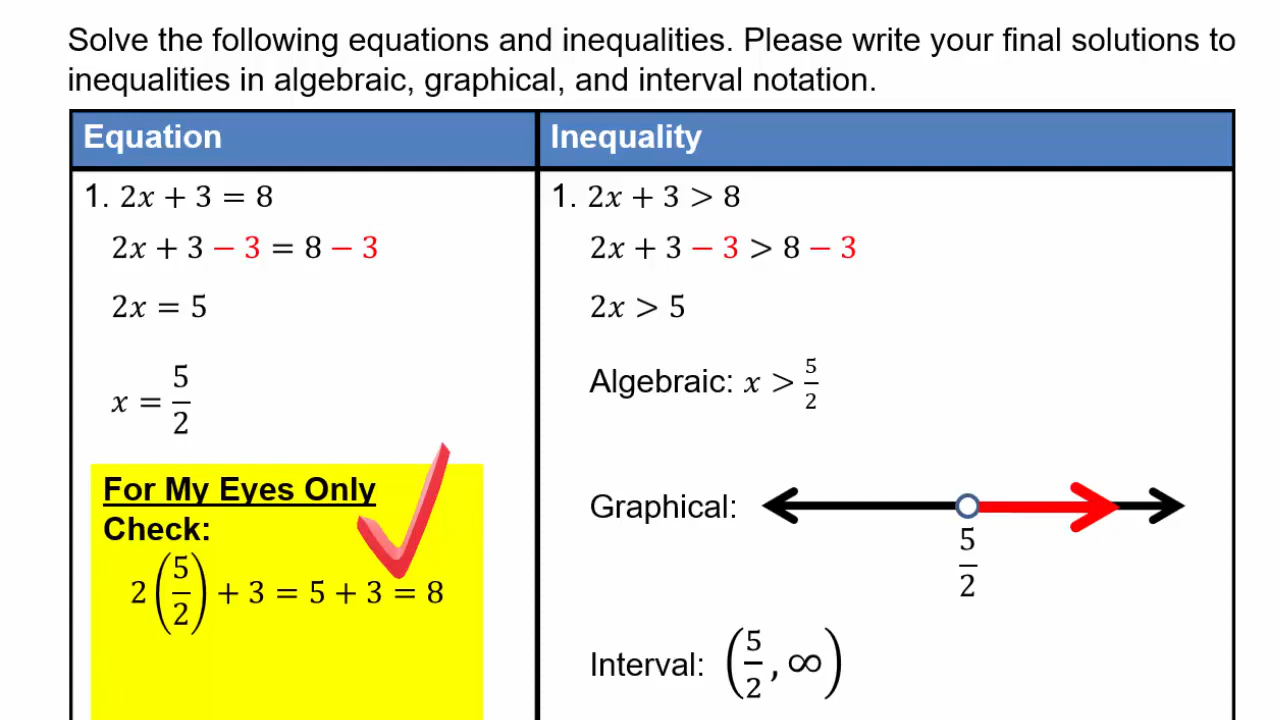 Solve the following equations and inequalities. Please write your final solutions to
inequalities in algebraic, graphical, and interval notation.
Equation
1. 2x + 3 = 8
2x + 3 − 3 = 8 − 3
2x = 5
x = 5/2
For My Eyes Only
Check:
2(5/2) + 3 = 5 + 3 = 8
Inequality
1. 2x + 3 > 8
2x + 3 − 3 > 8 − 3
2x > 5
Algebraic: x > 5/2
Graphical:
5/2
Interval: (5/2, ∞)